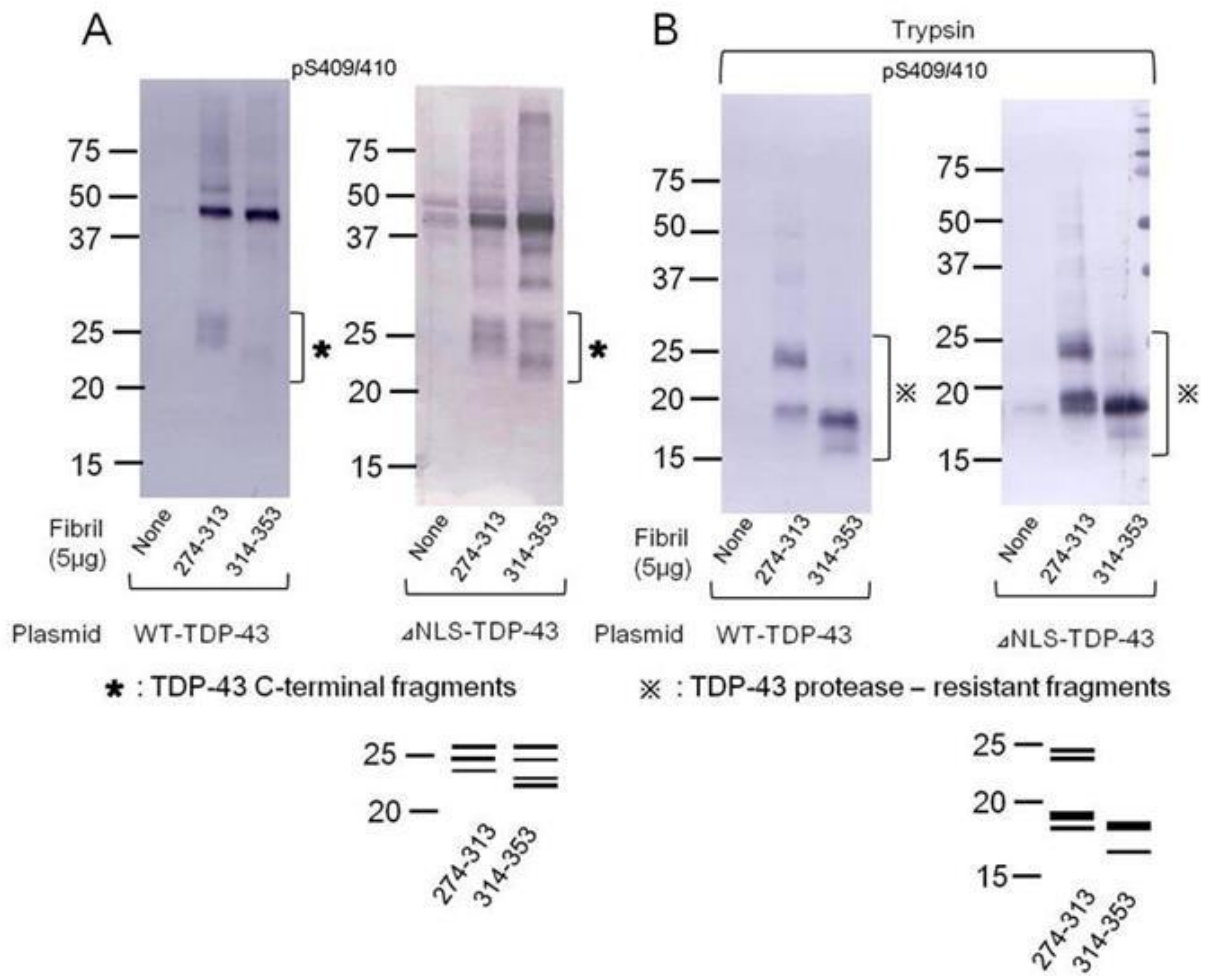 A
pS409/410
75
50
37
25
20
15
*
75
50
37
25
20
15
*
Fibril
(5µg)
None
274-313
314-353
None
274-313
314-353
Plasmid
WT-TDP-43
⊿NLS-TDP-43
* : TDP-43 C-terminal fragments
25
20
274-313
314-353
B
Trypsin
pS409/410
75
50
37
25
20
15
※
75
50
37
25
20
15
※
Fibril
(5µg)
None
274-313
314-353
None
274-313
314-353
Plasmid
WT-TDP-43
⊿NLS-TDP-43
※ : TDP-43 protease – resistant fragments
25
20
15
274-313
314-353